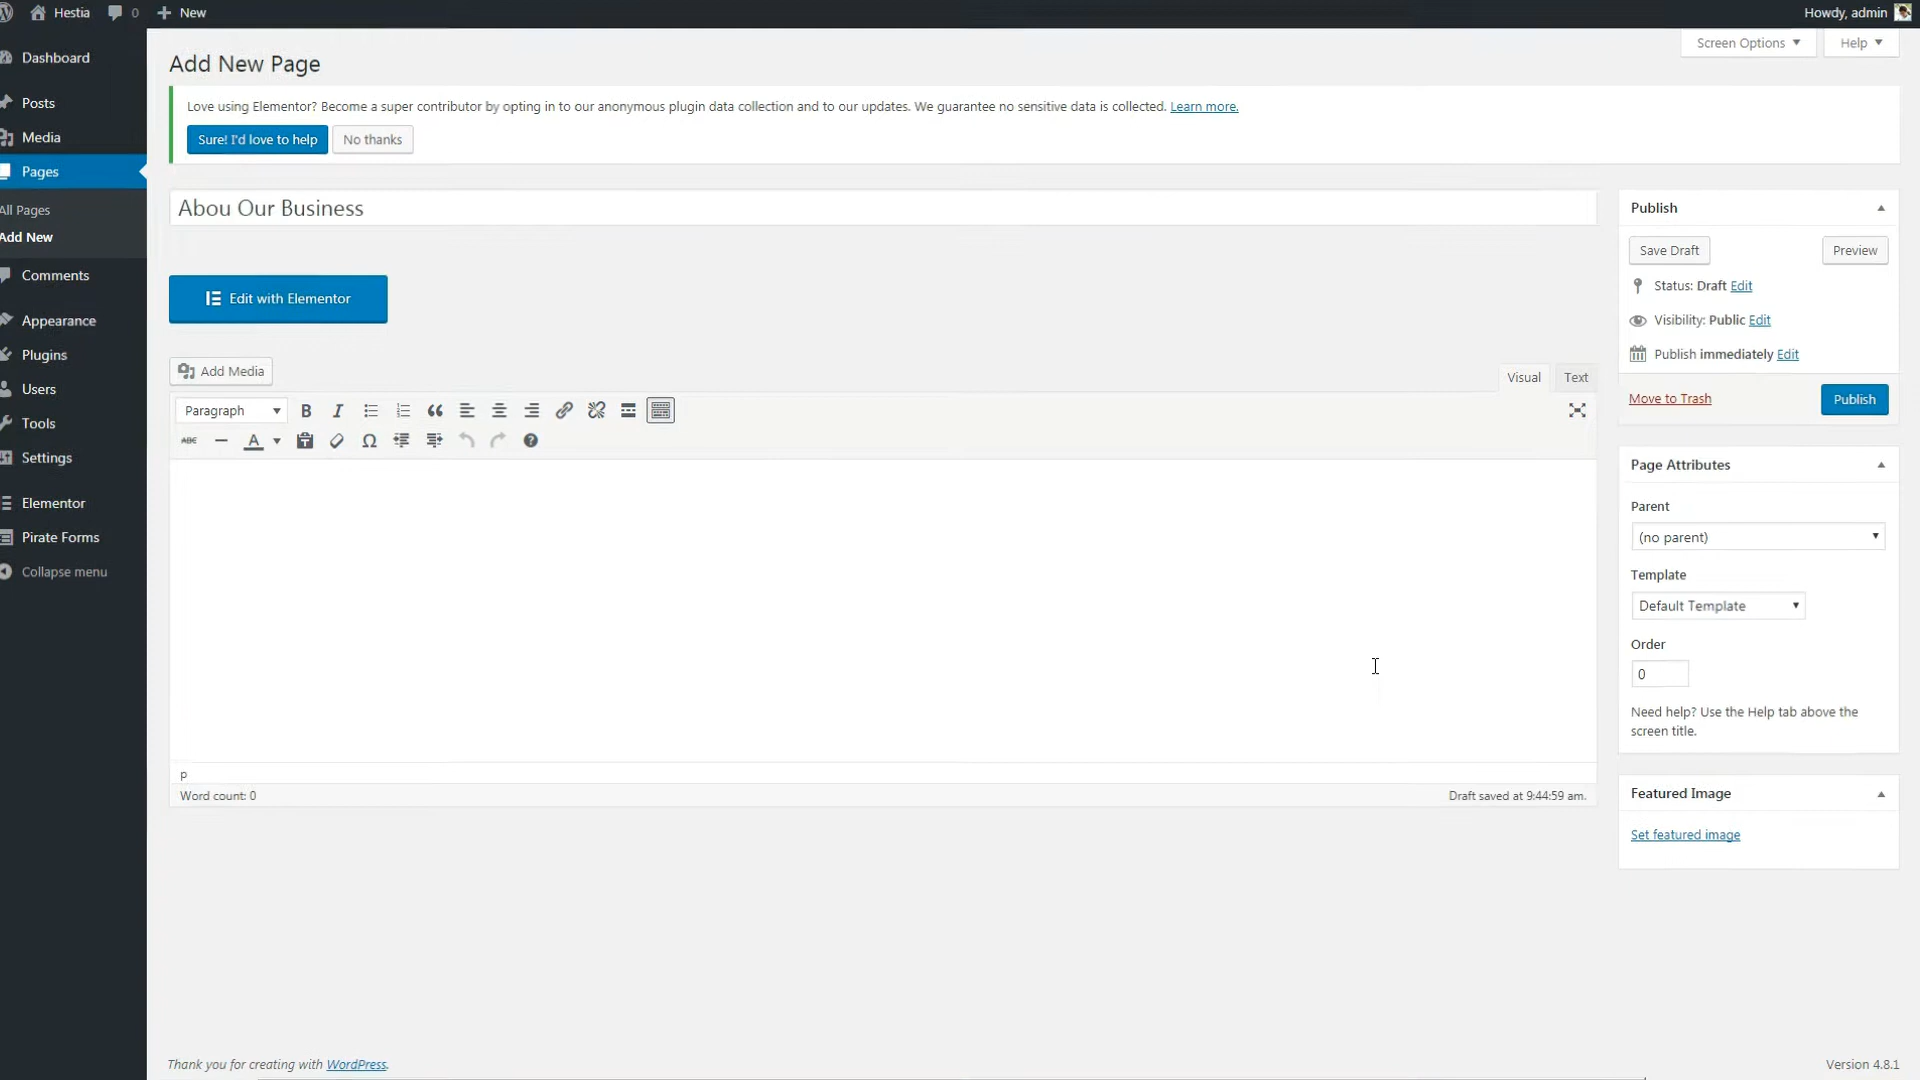 Hestia 0 New Howdy, admin
Screen Options Help
Dashboard
Posts
Media
Pages
All Pages
Add New
Comments
Appearance
Plugins
Users
Tools
Settings
Elementor
Pirate Forms
Collapse menu
Add New Page
Love using Elementor? Become a super contributor by opting in to our anonymous plugin data collection and to our updates. We guarantee no sensitive data is collected. Learn more.
Sure! I'd love to help No thanks
Abou Our Business
Edit with Elementor
Add Media
Visual Text
Paragraph B I
ABC A Ω
p
Word count: 0 Draft saved at 9:44:59 am.
Publish
Save Draft Preview
Status: Draft Edit
Visibility: Public Edit
Publish immediately Edit
Move to Trash Publish
Page Attributes
Parent
(no parent)
Template
Default Template
Order
0
Need help? Use the Help tab above the
screen title.
Featured Image
Set featured image
Thank you for creating with WordPress. Version 4.8.1